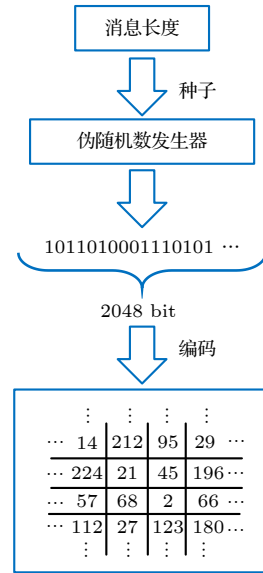 消息长度
种子
伪随机数发生器
1011010001110101 …
2048 bit
编码
⋮ ⋮ ⋮ ⋮
… 14 212 95 29 …
… 224 21 45 196 …
… 57 68 2 66 …
… 112 27 123 180 …
⋮ ⋮ ⋮ ⋮